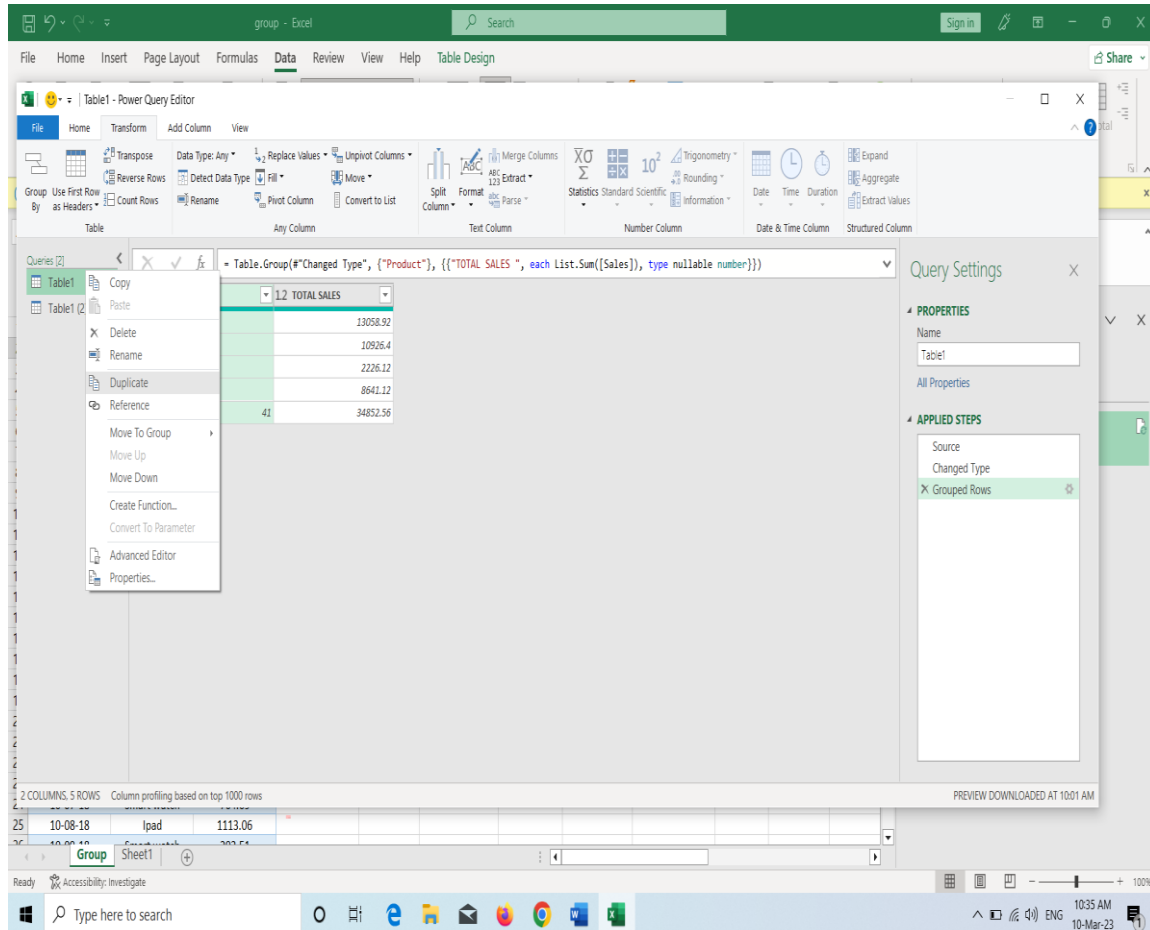 group - Excel
Search
Sign in
File Home Insert Page Layout Formulas Data Review View Help Table Design
Share
Table1 - Power Query Editor
File Home Transform Add Column View
Transpose
Reverse Rows
Count Rows
Group By
Use First Row as Headers
Table
Data Type: Any
Detect Data Type
Rename
Replace Values
Fill
Pivot Column
Unpivot Columns
Move
Convert to List
Any Column
Split Column
Format
Merge Columns
Extract
Parse
Text Column
Statistics
Standard
Scientific
10²
Trigonometry
Rounding
Information
Number Column
Date
Time
Duration
Date & Time Column
Expand
Aggregate
Extract Values
Structured Column
Queries [2]
Table1
Table1 (2
= Table.Group(#"Changed Type", {"Product"}, {{"TOTAL SALES ", each List.Sum([Sales]), type nullable number}})
1.2 TOTAL SALES
13058.92
10926.4
2226.12
8641.12
41 34852.56
Copy
Paste
Delete
Rename
Duplicate
Reference
Move To Group
Move Up
Move Down
Create Function...
Convert To Parameter
Advanced Editor
Properties...
Query Settings
PROPERTIES
Name
Table1
All Properties
APPLIED STEPS
Source
Changed Type
Grouped Rows
2 COLUMNS, 5 ROWS Column profiling based on top 1000 rows
PREVIEW DOWNLOADED AT 10:01 AM
25 10-08-18 Ipad 1113.06
Group Sheet1
Ready Accessibility: Investigate
100%
Type here to search
ENG
10:35 AM
10-Mar-23